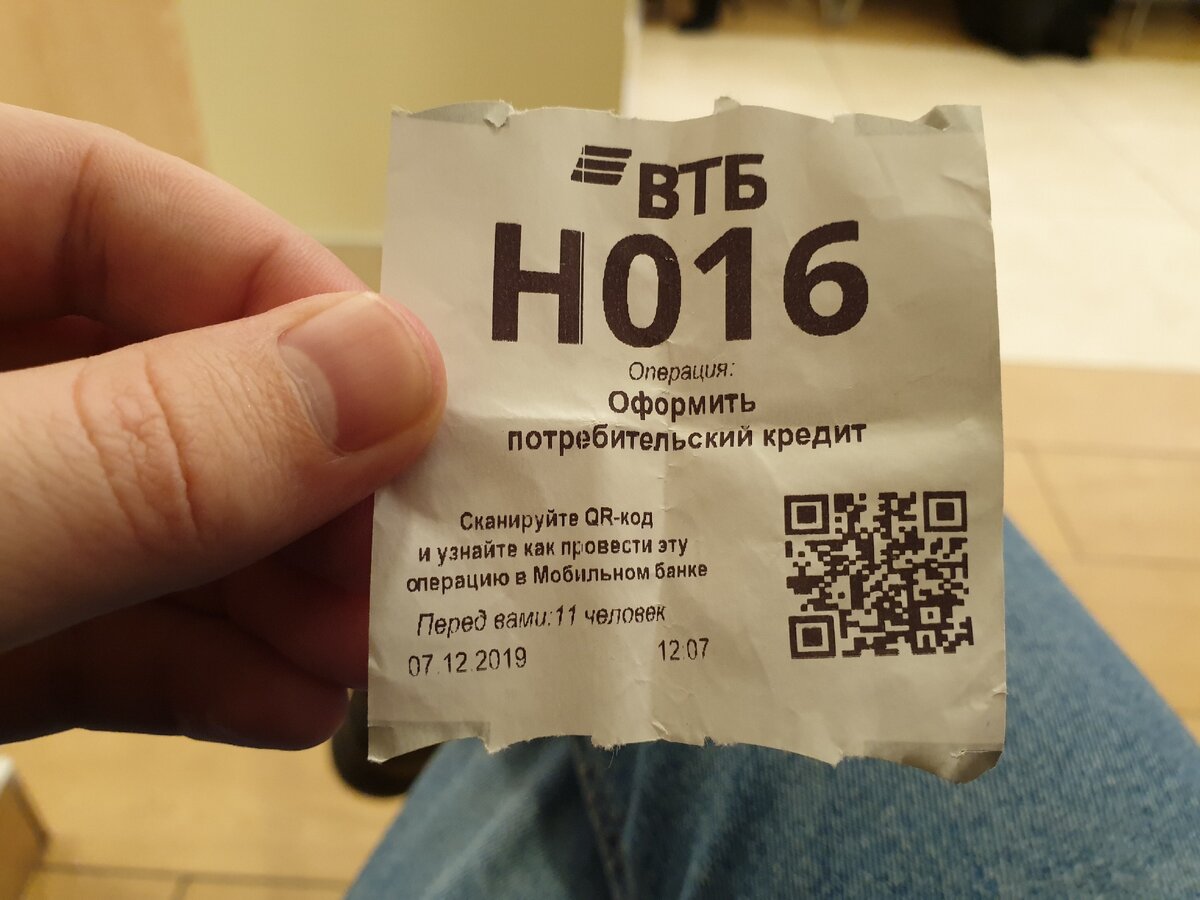 ВТБ
Н016
Операция:
Оформить
потребительский кредит
Сканируйте QR-код
и узнайте как провести эту
операцию в Мобильном банке
Перед вами:11 человек
07.12.2019 12:07